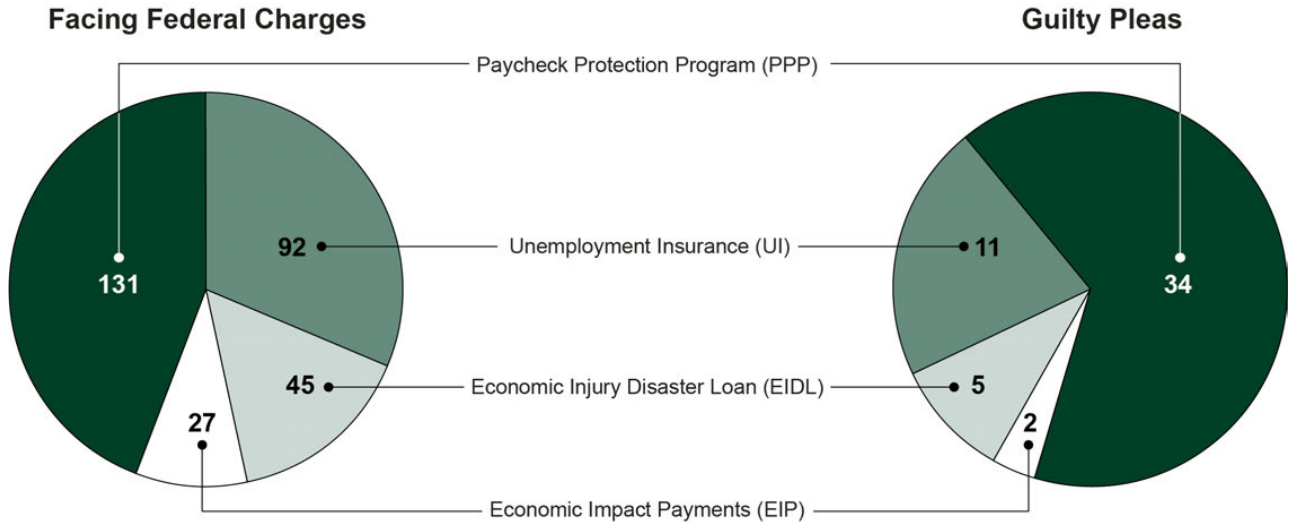 Facing Federal Charges
Guilty Pleas
Paycheck Protection Program (PPP)
92
Unemployment Insurance (UI)
11
131
34
45
Economic Injury Disaster Loan (EIDL)
5
27
2
Economic Impact Payments (EIP)